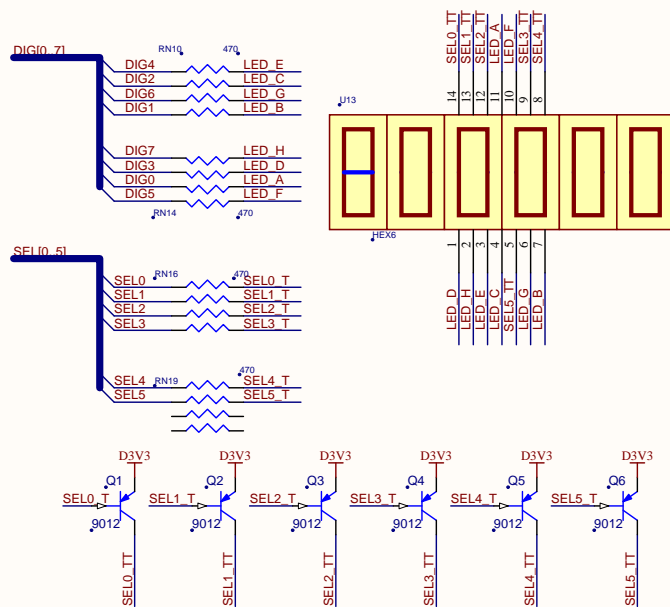 DIG[0..7]
RN10 470
DIG4 LED_E
DIG2 LED_C
DIG6 LED_G
DIG1 LED_B
DIG7 LED_H
DIG3 LED_D
DIG0 LED_A
DIG5 LED_F
RN14 470
SEL[0..5]
RN16 470
SEL0 SEL0_T
SEL1 SEL1_T
SEL2 SEL2_T
SEL3 SEL3_T
RN19 470
SEL4 SEL4_T
SEL5 SEL5_T
SEL0_TT SEL1_TT SEL2_TT LED_A LED_F SEL3_TT SEL4_TT
14 13 12 11 10 9 8
U13
HEX6
1 2 3 4 5 6 7
LED_D LED_H LED_E LED_C SEL5_TT LED_G LED_B
D3V3 D3V3 D3V3 D3V3 D3V3 D3V3
Q1 Q2 Q3 Q4 Q5 Q6
SEL0_T SEL1_T SEL2_T SEL3_T SEL4_T SEL5_T
9012 9012 9012 9012 9012 9012
SEL0_TT SEL1_TT SEL2_TT SEL3_TT SEL4_TT SEL5_TT